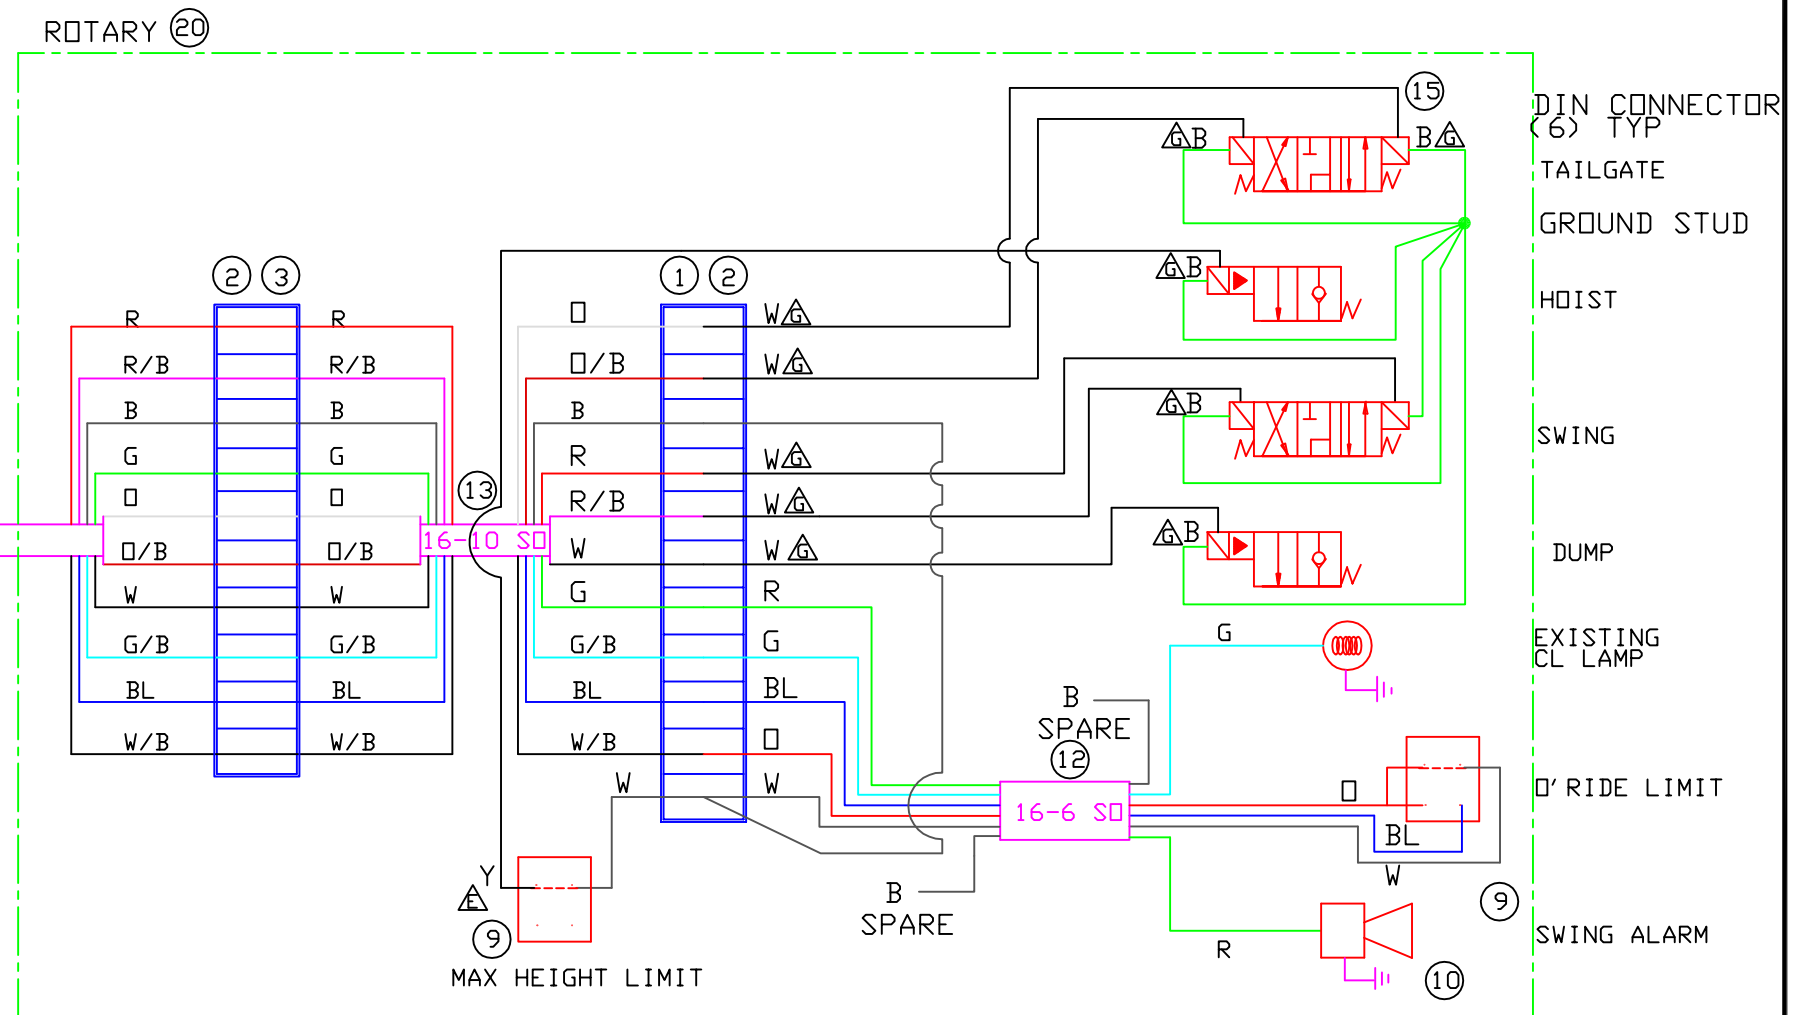 ROTARY 20
15
DIN CONNECTOR
(6) TYP
G B
B G
TAILGATE
GROUND STUD
2 3
1 2
G B
HOIST
R R
O W G
R/B R/B
O/B W G
B B
B
G B
SWING
G G
R W G
13
O O
R/B W G
16-10 SO
O/B O/B
W W G
G B
DUMP
W W
G R
G
EXISTING
CL LAMP
G/B G/B
G/B G
BL BL
BL BL
B
SPARE
W/B W/B
W/B O
12
W W
16-6 SO
O
O'RIDE LIMIT
BL
W
Y
E
B
SPARE
9
9
R
SWING ALARM
MAX HEIGHT LIMIT
10